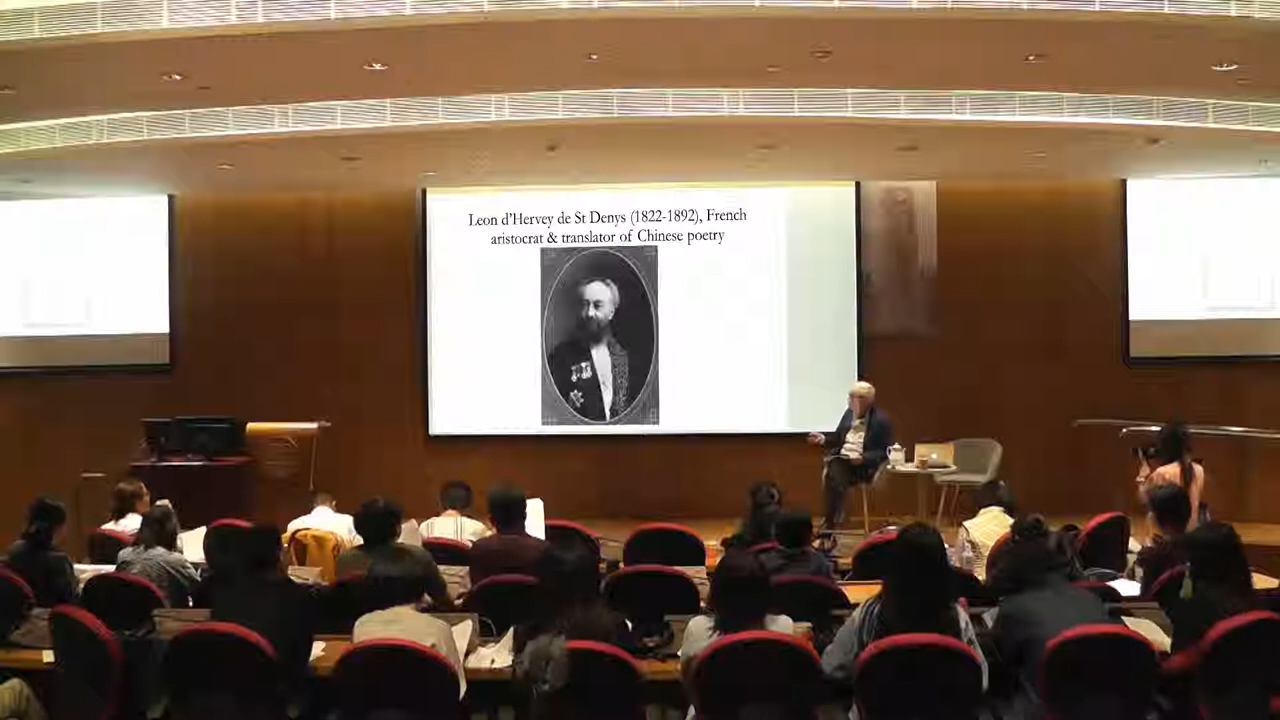 Leon d'Hervey de St Denys (1822-1892), French
aristocrat & translator of Chinese poetry